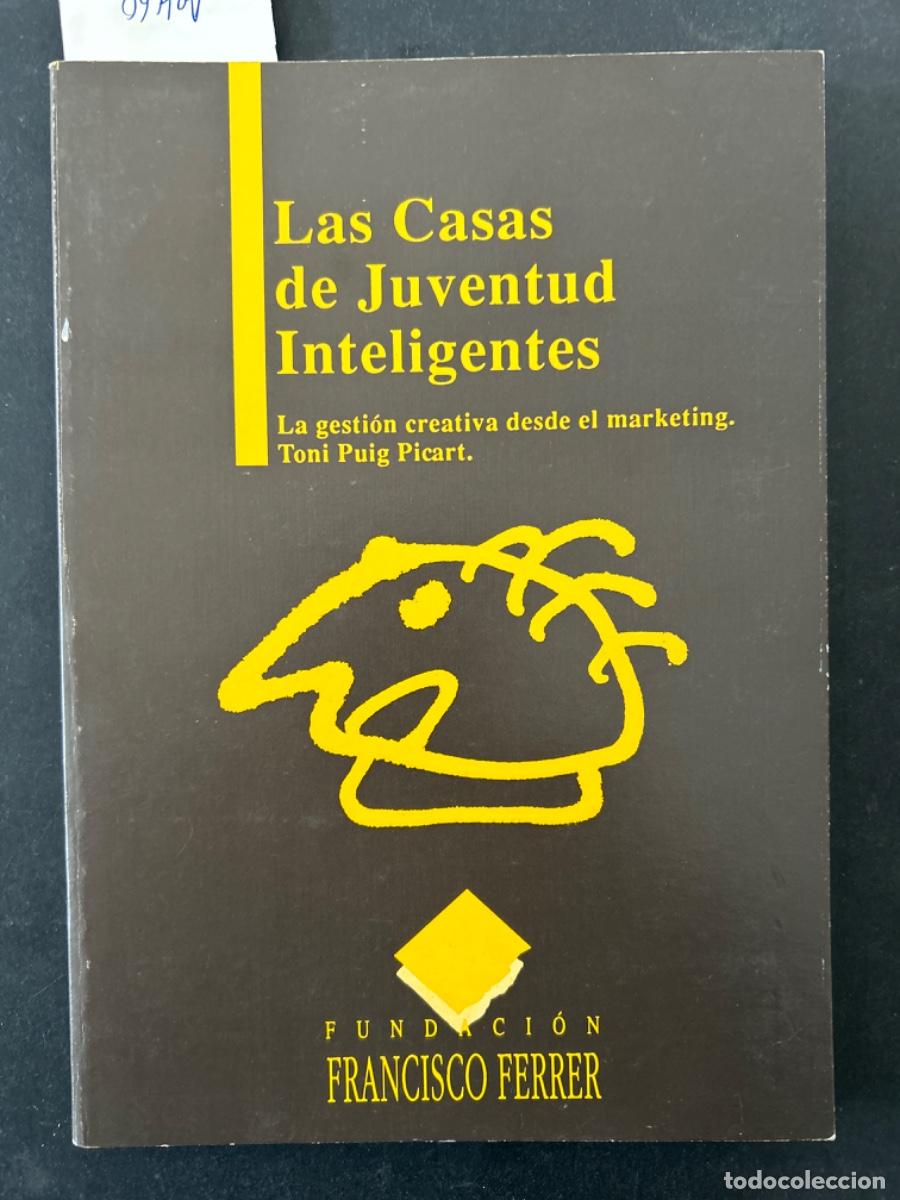 Las Casas
de Juventud
Inteligentes
La gestión creativa desde el marketing.
Toni Puig Picart.
FUNDACIÓN
FRANCISCO FERRER
todocoleccion